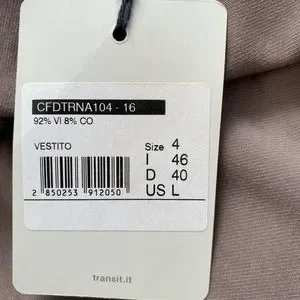 CFDTRNA104 - 16
92% VI 8% CO
VESTITO
Size 4
I 46
D 40
US L
2 850253 912050
transit.it